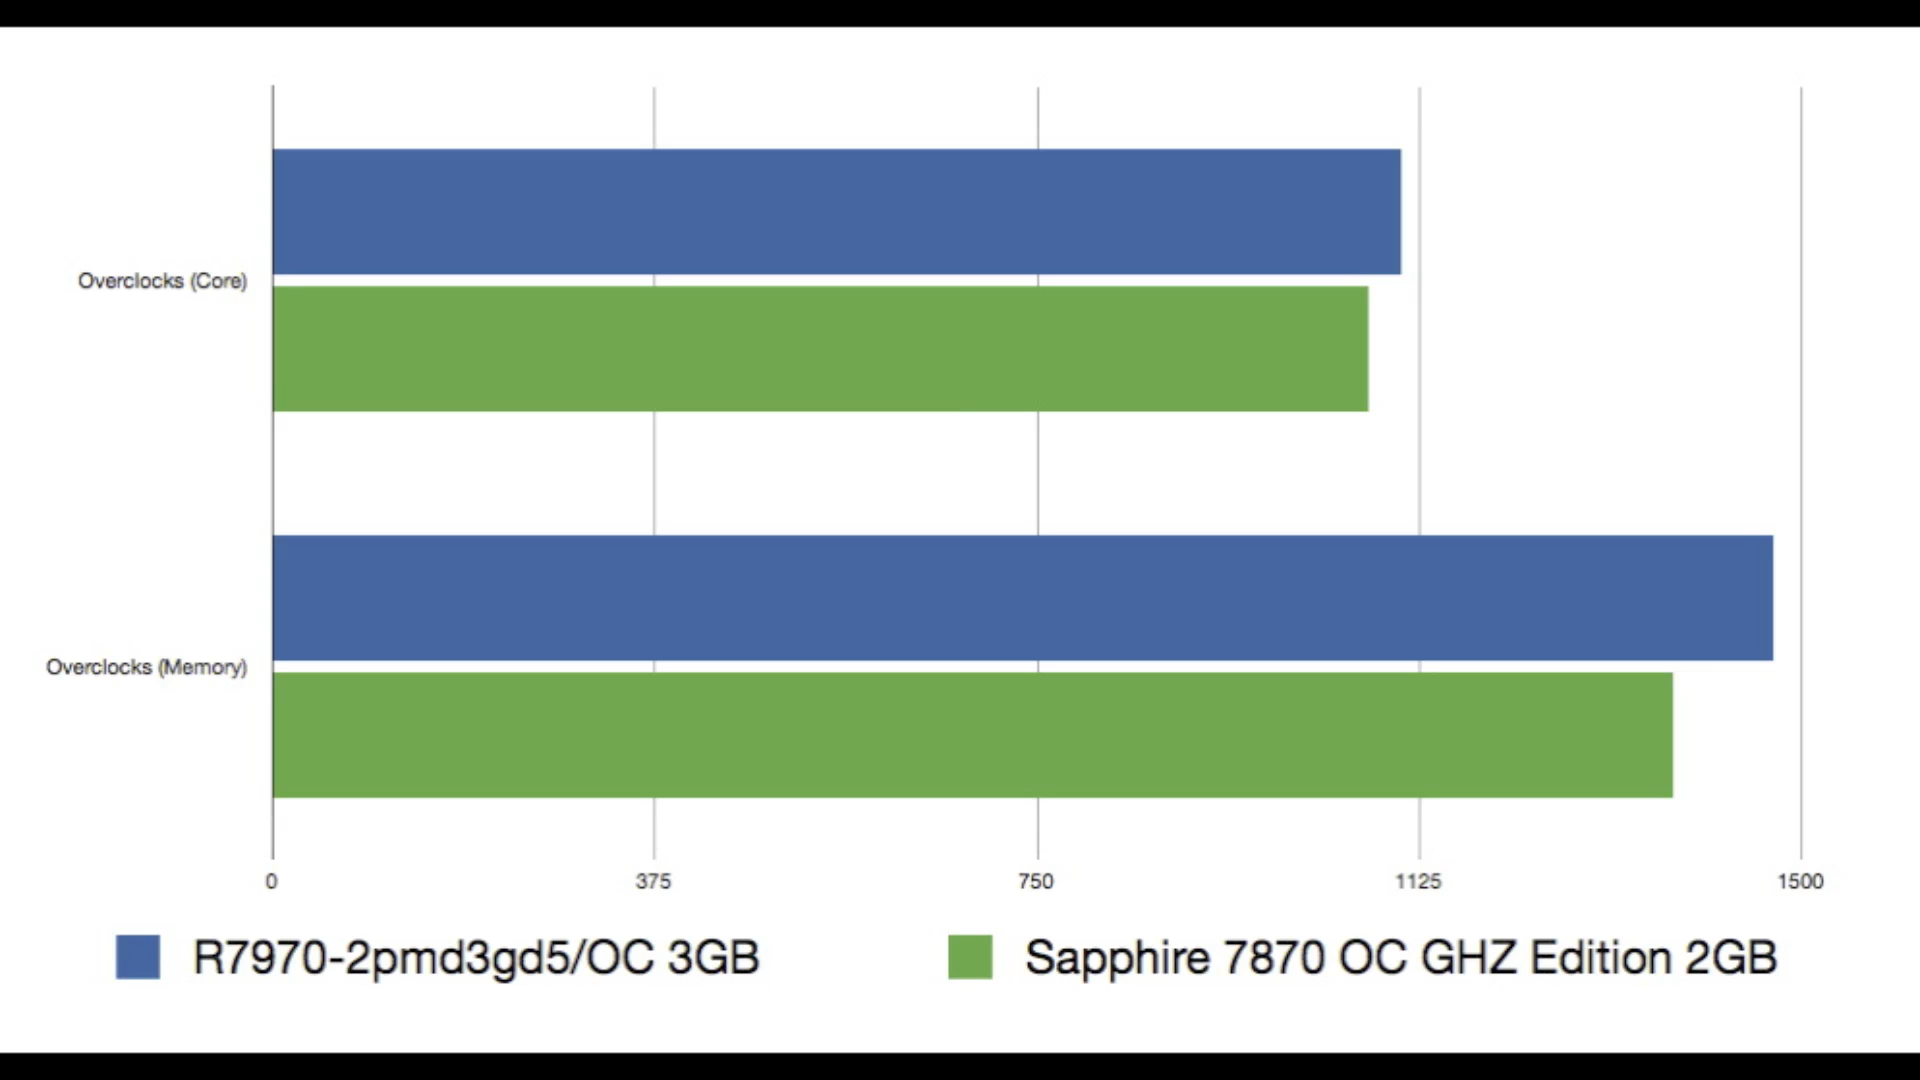 Overclocks (Core)
Overclocks (Memory)
0 375 750 1125 1500
R7970-2pmd3gd5/OC 3GB Sapphire 7870 OC GHZ Edition 2GB